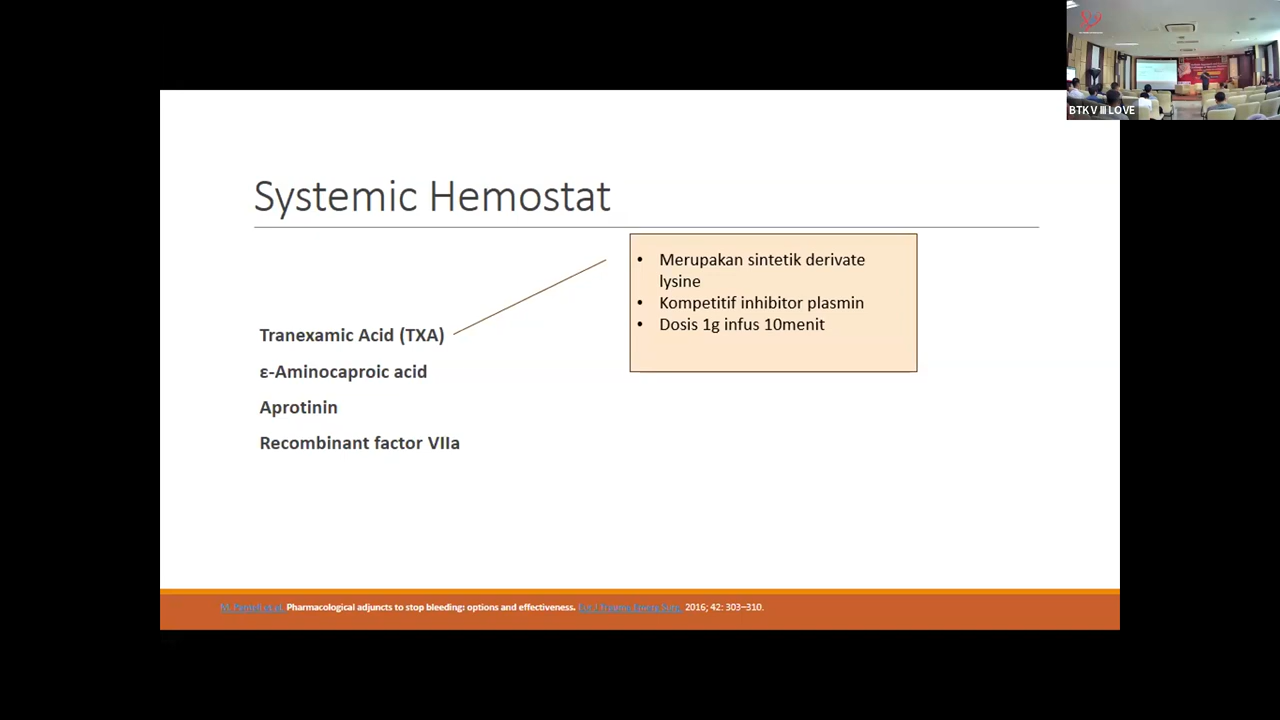 BTKV III LOVE
Systemic Hemostat
• Merupakan sintetik derivate
lysine
• Kompetitif inhibitor plasmin
• Dosis 1g infus 10menit
Tranexamic Acid (TXA)
ε-Aminocaproic acid
Aprotinin
Recombinant factor VIIa
Pharmacological adjuncts to stop bleeding: options and effectiveness. 2016; 42: 303–310.